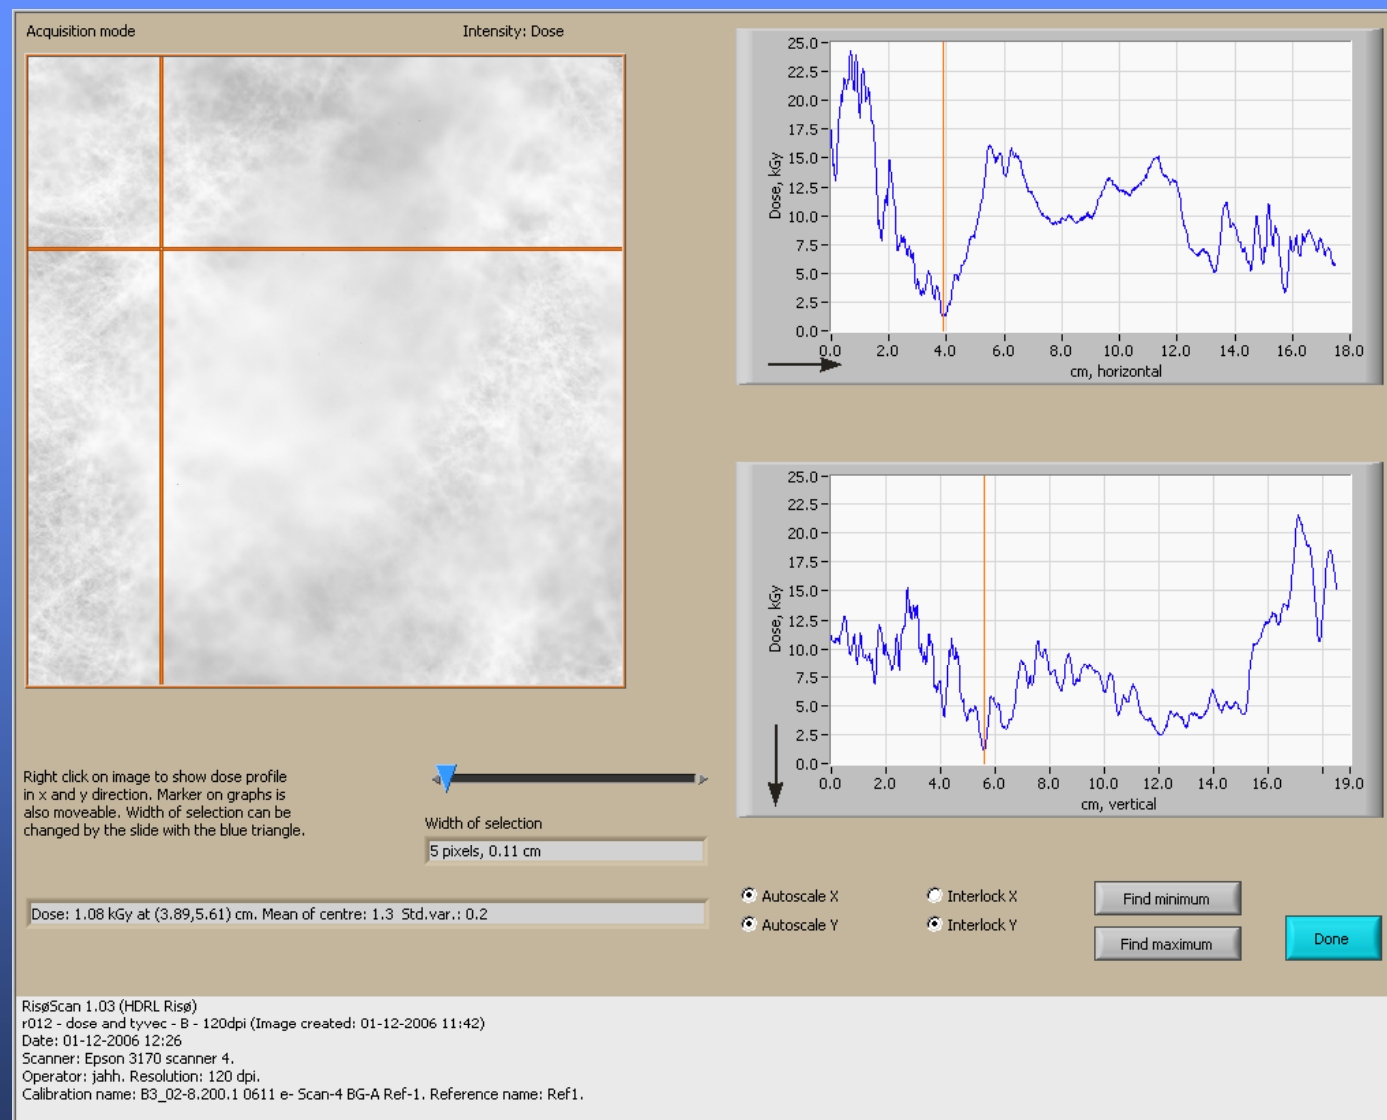 Acquisition mode
Intensity: Dose
25.0
22.5
20.0
17.5
15.0
12.5
10.0
7.5
5.0
2.5
0.0
Dose, kGy
0.0 2.0 4.0 6.0 8.0 10.0 12.0 14.0 16.0 18.0
cm, horizontal
25.0
22.5
20.0
17.5
15.0
12.5
10.0
7.5
5.0
2.5
0.0
Dose, kGy
0.0 2.0 4.0 6.0 8.0 10.0 12.0 14.0 16.0 19.0
cm, vertical
Right click on image to show dose profile
in x and y direction. Marker on graphs is
also moveable. Width of selection can be
changed by the slide with the blue triangle.
Width of selection
5 pixels, 0.11 cm
Dose: 1.08 kGy at (3.89,5.61) cm. Mean of centre: 1.3 Std.var.: 0.2
Autoscale X
Interlock X
Find minimum
Autoscale Y
Interlock Y
Find maximum
Done
RisøScan 1.03 (HDRL Risø)
r012 - dose and tyvec - B - 120dpi (Image created: 01-12-2006 11:42)
Date: 01-12-2006 12:26
Scanner: Epson 3170 scanner 4.
Operator: jahh. Resolution: 120 dpi.
Calibration name: B3_02-8.200.1 0611 e- Scan-4 BG-A Ref-1. Reference name: Ref1.